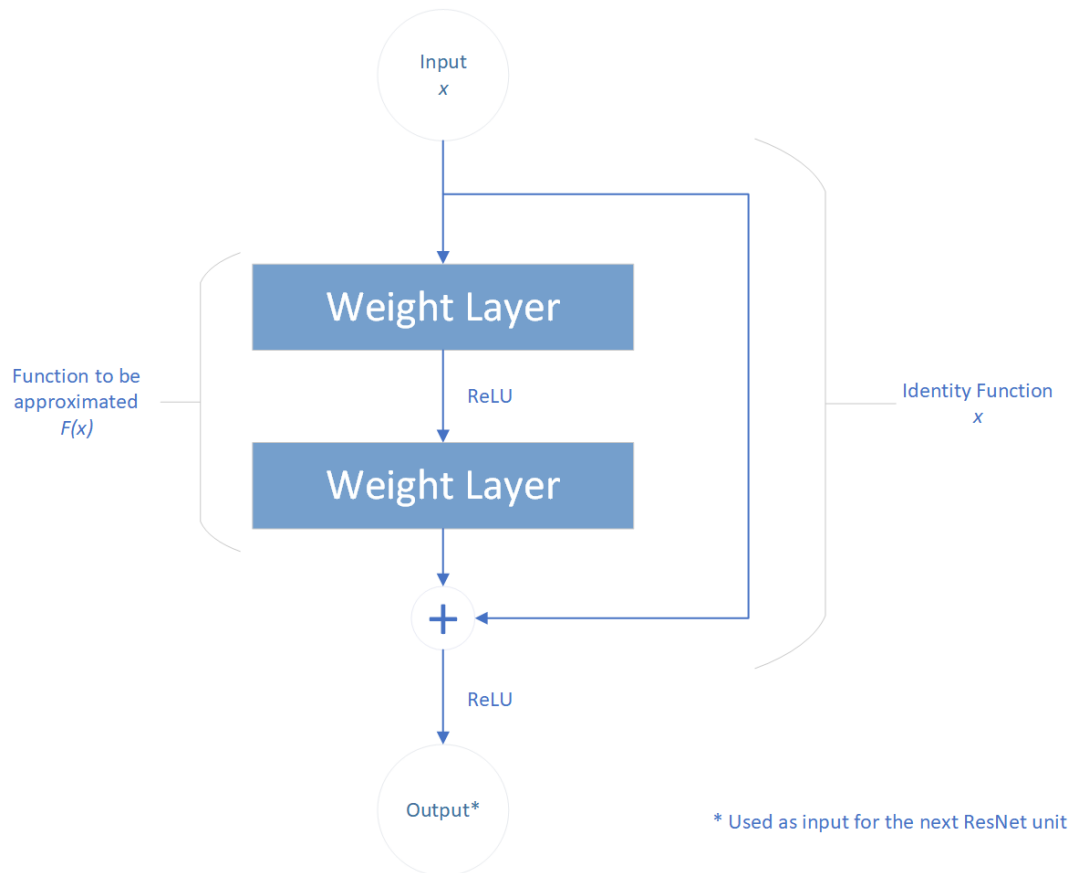 Input
x
Weight Layer
Function to be
approximated
F(x)
ReLU
Identity Function
x
Weight Layer
+
ReLU
Output*
* Used as input for the next ResNet unit